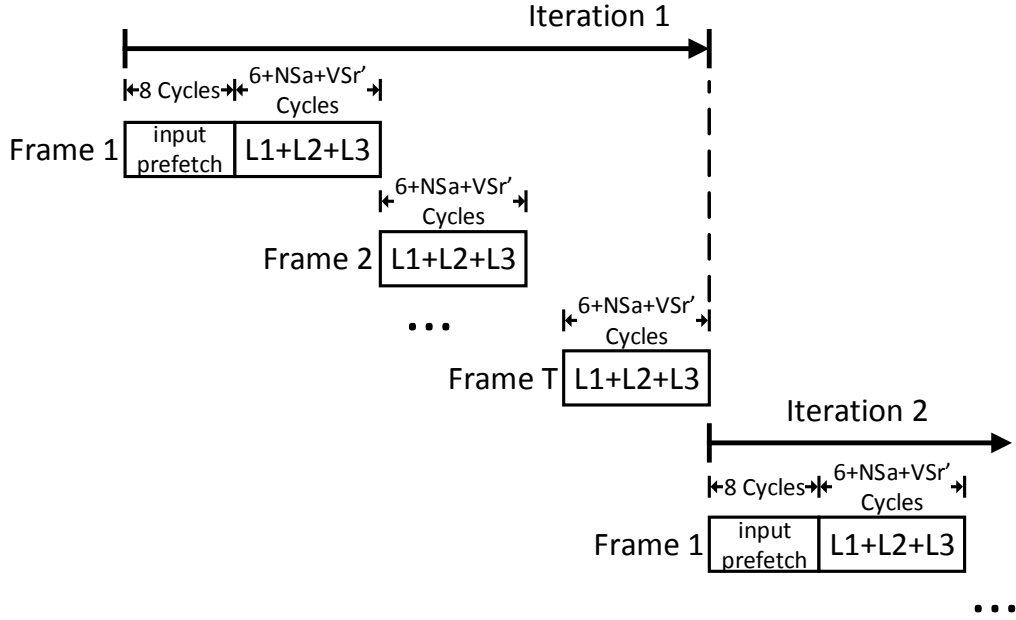 Iteration 1
8 Cycles
6+NSa+VSr'
Cycles
Frame 1
input
prefetch
L1+L2+L3
6+NSa+VSr'
Cycles
Frame 2
L1+L2+L3
...
6+NSa+VSr'
Cycles
Frame T
L1+L2+L3
Iteration 2
8 Cycles
6+NSa+VSr'
Cycles
Frame 1
input
prefetch
L1+L2+L3
...